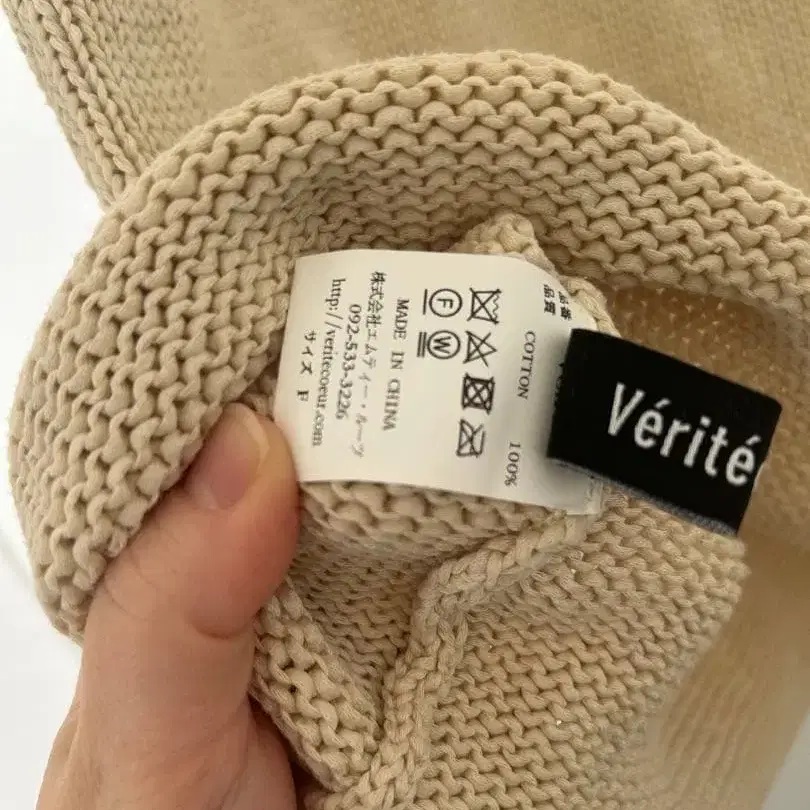 Vérité
品番
品質
COTTON 100%
F
W
MADE IN CHINA
株式会社エムティー・ルーツ
092-533-3226
http://veritecoeur.com
サイズ F